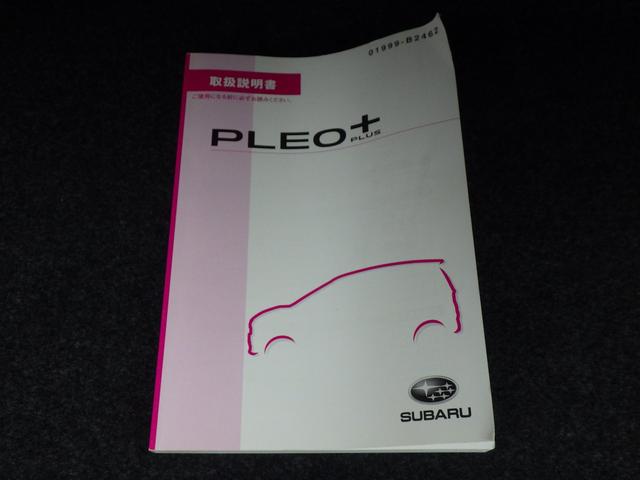 01999-B2462
取扱説明書
ご使用になる前に必ずお読みください。
PLEO+
PLUS
SUBARU